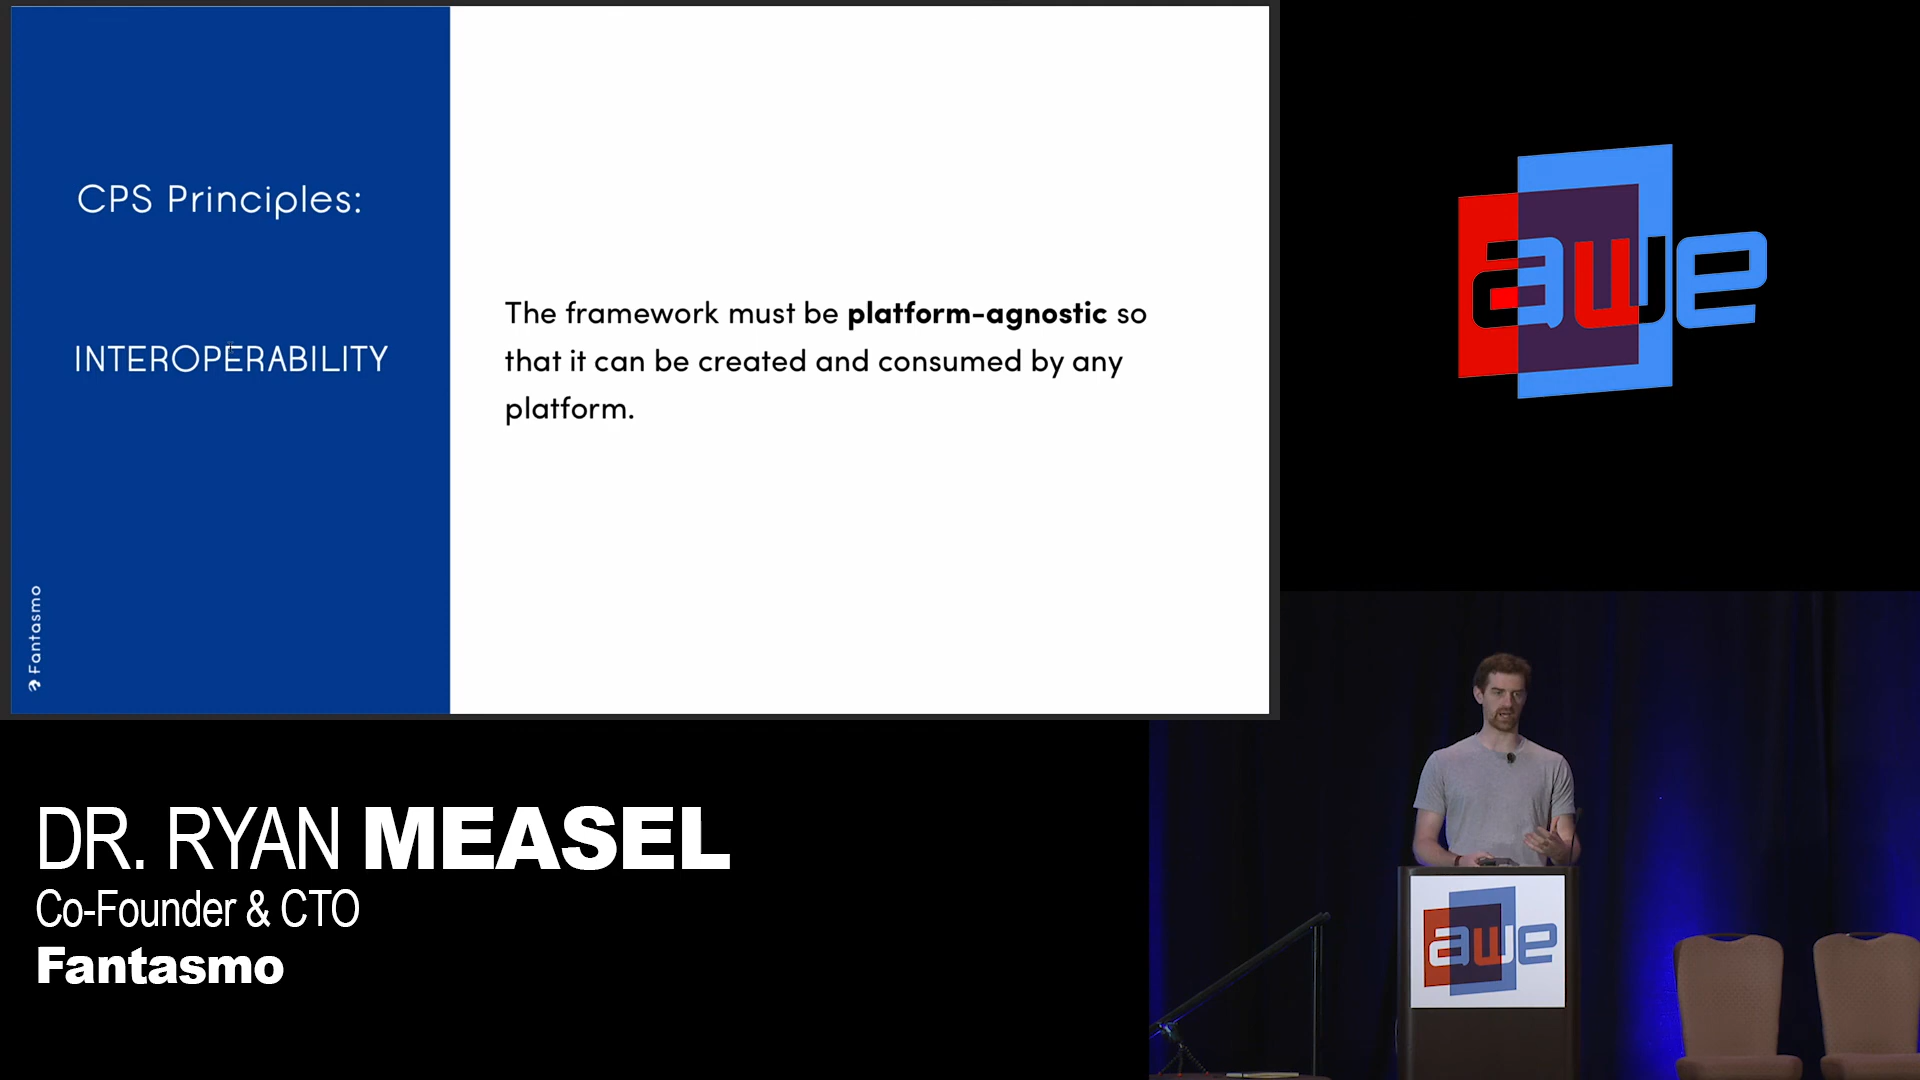 CPS Principles:
INTEROPERABILITY
Fantasmo
The framework must be platform-agnostic so
that it can be created and consumed by any
platform.
awe
DR. RYAN MEASEL
Co-Founder & CTO
Fantasmo
awe